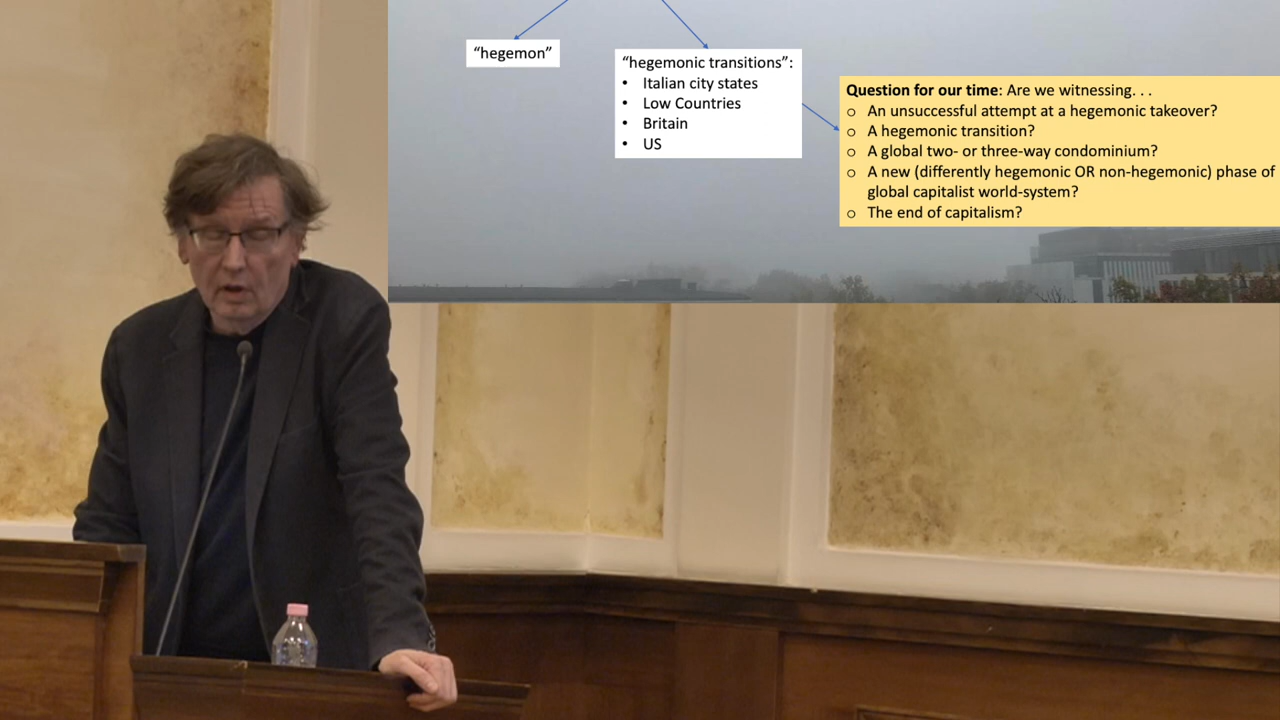 “hegemon”
“hegemonic transitions”:
• Italian city states
• Low Countries
• Britain
• US
Question for our time: Are we witnessing. . .
o An unsuccessful attempt at a hegemonic takeover?
o A hegemonic transition?
o A global two- or three-way condominium?
o A new (differently hegemonic OR non-hegemonic) phase of
global capitalist world-system?
o The end of capitalism?